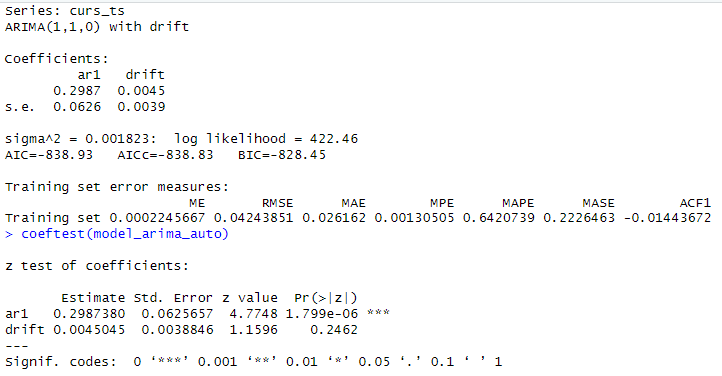 Series: curs_ts
ARIMA(1,1,0) with drift
Coefficients:
ar1 drift
0.2987 0.0045
s.e. 0.0626 0.0039
sigma^2 = 0.001823: log likelihood = 422.46
AIC=-838.93 AICc=-838.83 BIC=-828.45
Training set error measures:
ME RMSE MAE MPE MAPE MASE ACF1
Training set 0.0002245667 0.04243851 0.026162 0.00130505 0.6420739 0.2226463 -0.01443672
> coeftest(model_arima_auto)
z test of coefficients:
Estimate Std. Error z value Pr(>|z|)
ar1 0.2987380 0.0625657 4.7748 1.799e-06 ***
drift 0.0045045 0.0038846 1.1596 0.2462
---
Signif. codes: 0 ‘***’ 0.001 ‘**’ 0.01 ‘*’ 0.05 ‘.’ 0.1 ‘ ’ 1